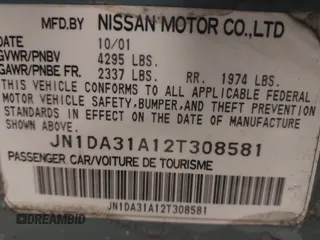 MFD.BY NISSAN MOTOR CO.,LTD
10/01
GVWR/PNBV 4295 LBS.
GAWR/PNBE FR. 2337 LBS. RR. 1974 LBS.
THIS VEHICLE CONFORMS TO ALL APPLICABLE FEDERAL
MOTOR VEHICLE SAFETY, BUMPER, AND THEFT PREVENTION
STANDARDS IN EFFECT ON THE DATE OF MANUFACTURE
SHOWN ABOVE.
JN1DA31A12T308581
PASSENGER CAR/VOITURE DE TOURISME
JN1DA31A12T308581
DREAMBID